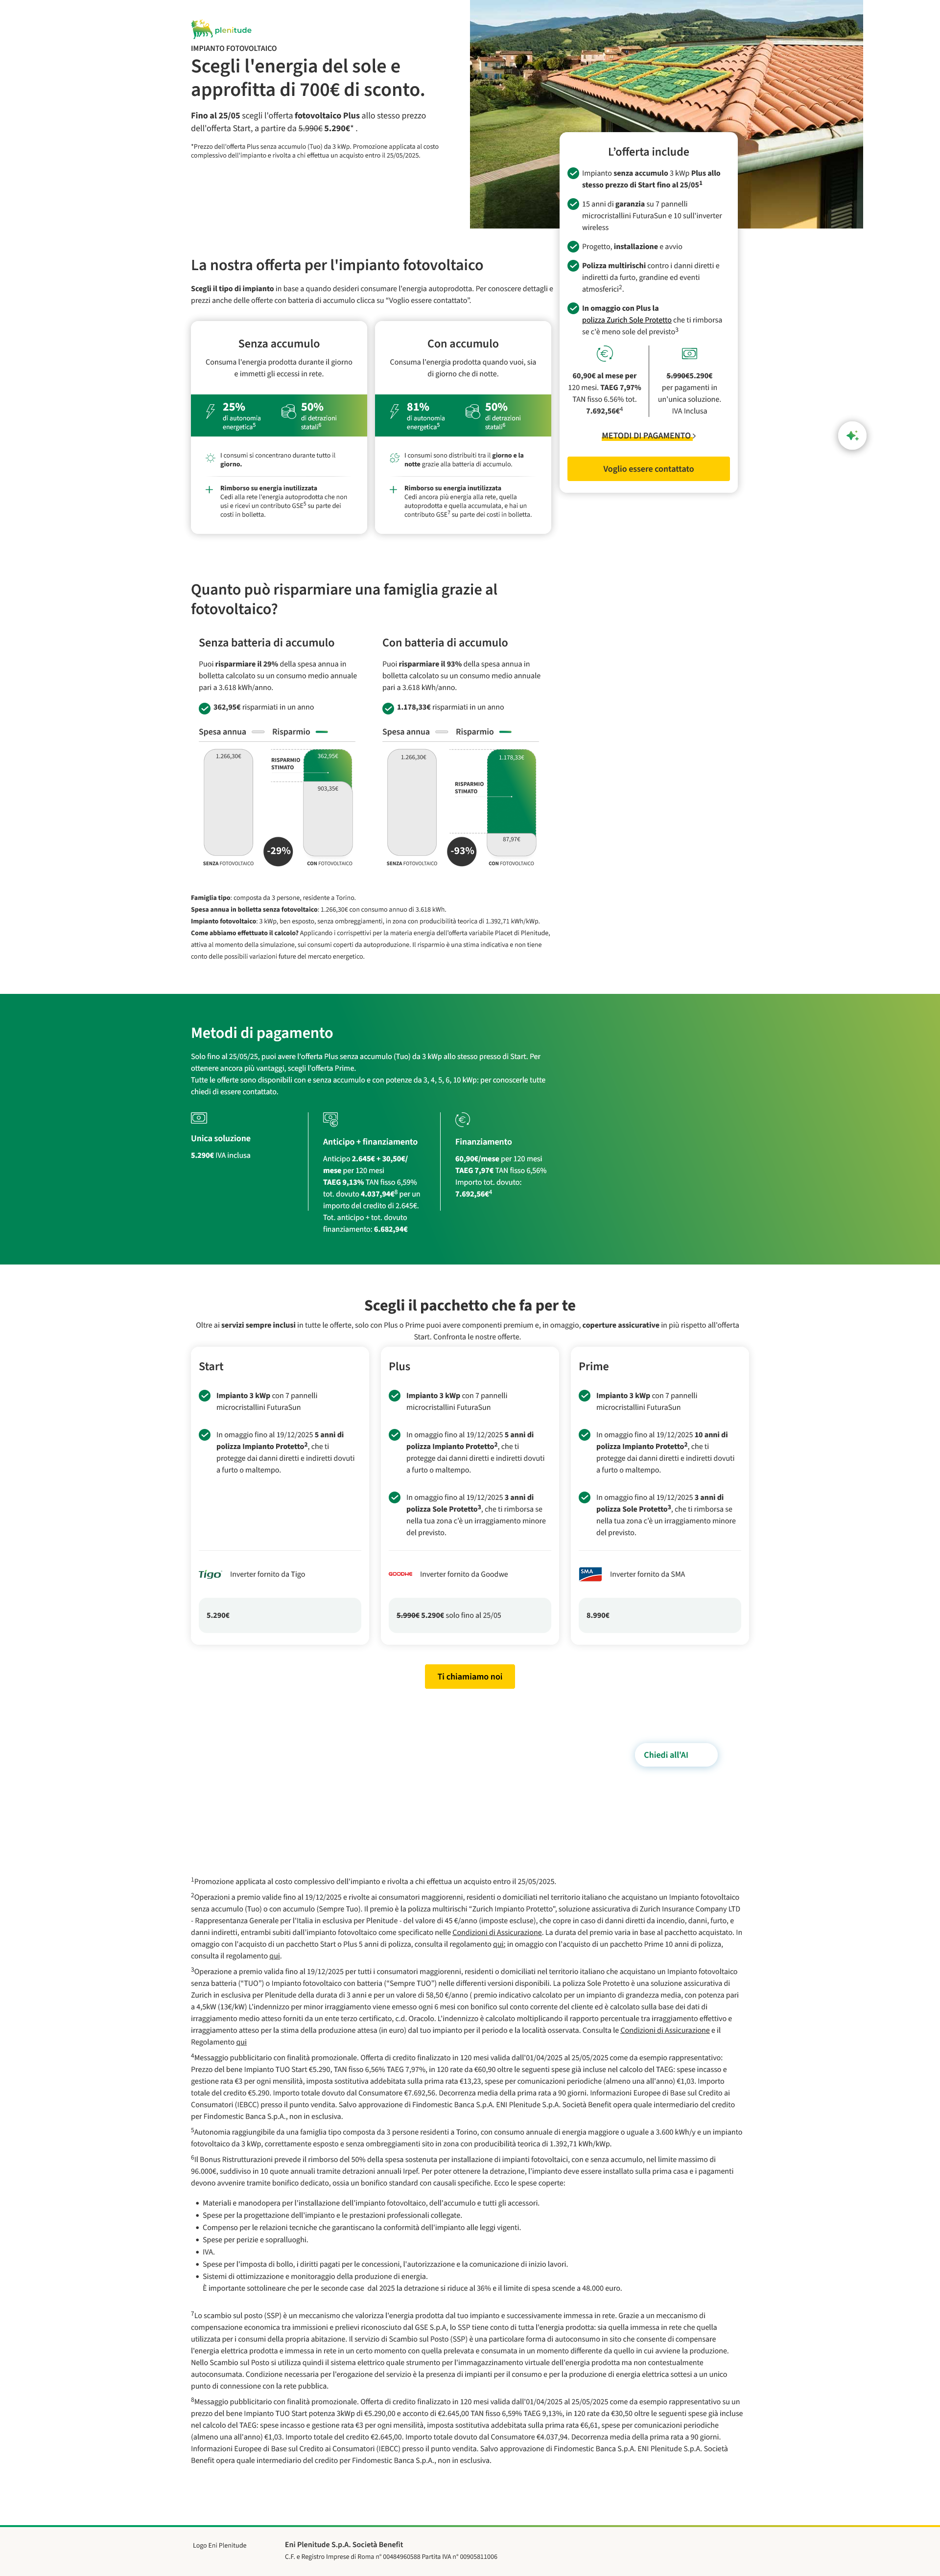 plenitude
IMPIANTO FOTOVOLTAICO
Scegli l'energia del sole e
approfitta di 700€ di sconto.
Fino al 25/05 scegli l'offerta fotovoltaico Plus allo stesso prezzo
dell'offerta Start, a partire da 5.990€ 5.290€* .
*Prezzo dell'offerta Plus senza accumulo (Tuo) da 3 kWp. Promozione applicata al costo
complessivo dell'impianto e rivolta a chi effettua un acquisto entro il 25/05/2025.
L'offerta include
Impianto senza accumulo 3 kWp Plus allo
stesso prezzo di Start fino al 25/05¹
15 anni di garanzia su 7 pannelli
microcristallini FuturaSun e 10 sull'inverter
wireless
Progetto, installazione e avvio
Polizza multirischi contro i danni diretti e
indiretti da furto, grandine ed eventi
atmosferici².
In omaggio con Plus la
polizza Zurich Sole Protetto che ti rimborsa
se c'è meno sole del previsto³
60,90€ al mese per
120 mesi. TAEG 7,97%
TAN fisso 6.56% tot.
7.692,56€⁴
5.990€5.290€
per pagamenti in
un'unica soluzione.
IVA Inclusa
METODI DI PAGAMENTO
Voglio essere contattato
La nostra offerta per l'impianto fotovoltaico
Scegli il tipo di impianto in base a quando desideri consumare l'energia autoprodotta. Per conoscere dettagli e
prezzi anche delle offerte con batteria di accumulo clicca su “Voglio essere contattato”.
Senza accumulo
Consuma l'energia prodotta durante il giorno
e immetti gli eccessi in rete.
25%
di autonomia
energetica⁵
50%
di detrazioni
statali⁶
I consumi si concentrano durante tutto il
giorno.
Rimborso su energia inutilizzata
Cedi alla rete l'energia autoprodotta che non
usi e ricevi un contributo GSE⁵ su parte dei
costi in bolletta.
Con accumulo
Consuma l'energia prodotta quando vuoi, sia
di giorno che di notte.
81%
di autonomia
energetica⁵
50%
di detrazioni
statali⁶
I consumi sono distribuiti tra il giorno e la
notte grazie alla batteria di accumulo.
Rimborso su energia inutilizzata
Cedi ancora più energia alla rete, quella
autoprodotta e quella accumulata, e hai un
contributo GSE⁷ su parte dei costi in bolletta.
Quanto può risparmiare una famiglia grazie al
fotovoltaico?
Senza batteria di accumulo
Puoi risparmiare il 29% della spesa annua in
bolletta calcolato su un consumo medio annuale
pari a 3.618 kWh/anno.
362,95€ risparmiati in un anno
Spesa annua
Risparmio
1.266,30€
RISPARMIO
STIMATO
362,95€
903,35€
-29%
SENZA FOTOVOLTAICO
CON FOTOVOLTAICO
Con batteria di accumulo
Puoi risparmiare il 93% della spesa annua in
bolletta calcolato su un consumo medio annuale
pari a 3.618 kWh/anno.
1.178,33€ risparmiati in un anno
Spesa annua
Risparmio
1.266,30€
RISPARMIO
STIMATO
1.178,33€
87,97€
-93%
SENZA FOTOVOLTAICO
CON FOTOVOLTAICO
Famiglia tipo: composta da 3 persone, residente a Torino.
Spesa annua in bolletta senza fotovoltaico: 1.266,30€ con consumo annuo di 3.618 kWh.
Impianto fotovoltaico: 3 kWp, ben esposto, senza ombreggiamenti, in zona con producibilità teorica di 1.392,71 kWh/kWp.
Come abbiamo effettuato il calcolo? Applicando i corrispettivi per la materia energia dell'offerta variabile Placet di Plenitude,
attiva al momento della simulazione, sui consumi coperti da autoproduzione. Il risparmio è una stima indicativa e non tiene
conto delle possibili variazioni future del mercato energetico.
Metodi di pagamento
Solo fino al 25/05/25, puoi avere l'offerta Plus senza accumulo (Tuo) da 3 kWp allo stesso presso di Start. Per
ottenere ancora più vantaggi, scegli l'offerta Prime.
Tutte le offerte sono disponibili con e senza accumulo e con potenze da 3, 4, 5, 6, 10 kWp: per conoscerle tutte
chiedi di essere contattato.
Unica soluzione
5.290€ IVA inclusa
Anticipo + finanziamento
Anticipo 2.645€ + 30,50€/
mese per 120 mesi
TAEG 9,13% TAN fisso 6,59%
tot. dovuto 4.037,94€⁸ per un
importo del credito di 2.645€.
Tot. anticipo + tot. dovuto
finanziamento: 6.682,94€
Finanziamento
60,90€/mese per 120 mesi
TAEG 7,97€ TAN fisso 6,56%
Importo tot. dovuto:
7.692,56€⁴
Scegli il pacchetto che fa per te
Oltre ai servizi sempre inclusi in tutte le offerte, solo con Plus o Prime puoi avere componenti premium e, in omaggio, coperture assicurative in più rispetto all'offerta
Start. Confronta le nostre offerte.
Start
Impianto 3 kWp con 7 pannelli
microcristallini FuturaSun
In omaggio fino al 19/12/2025 5 anni di
polizza Impianto Protetto², che ti
protegge dai danni diretti e indiretti dovuti
a furto o maltempo.
Tigo
Inverter fornito da Tigo
5.290€
Plus
Impianto 3 kWp con 7 pannelli
microcristallini FuturaSun
In omaggio fino al 19/12/2025 5 anni di
polizza Impianto Protetto², che ti
protegge dai danni diretti e indiretti dovuti
a furto o maltempo.
In omaggio fino al 19/12/2025 3 anni di
polizza Sole Protetto³, che ti rimborsa se
nella tua zona c'è un irraggiamento minore
del previsto.
GOODWE
Inverter fornito da Goodwe
5.990€ 5.290€ solo fino al 25/05
Prime
Impianto 3 kWp con 7 pannelli
microcristallini FuturaSun
In omaggio fino al 19/12/2025 10 anni di
polizza Impianto Protetto², che ti
protegge dai danni diretti e indiretti dovuti
a furto o maltempo.
In omaggio fino al 19/12/2025 3 anni di
polizza Sole Protetto³, che ti rimborsa se
nella tua zona c'è un irraggiamento minore
del previsto.
SMA
Inverter fornito da SMA
8.990€
Ti chiamiamo noi
Chiedi all'AI
¹Promozione applicata al costo complessivo dell'impianto e rivolta a chi effettua un acquisto entro il 25/05/2025.
²Operazioni a premio valide fino al 19/12/2025 e rivolte ai consumatori maggiorenni, residenti o domiciliati nel territorio italiano che acquistano un Impianto fotovoltaico
senza accumulo (Tuo) o con accumulo (Sempre Tuo). Il premio è la polizza multirischi “Zurich Impianto Protetto”, soluzione assicurativa di Zurich Insurance Company LTD
- Rappresentanza Generale per l'Italia in esclusiva per Plenitude - del valore di 45 €/anno (imposte escluse), che copre in caso di danni diretti da incendio, danni, furto, e
danni indiretti, entrambi subiti dall'impianto fotovoltaico come specificato nelle Condizioni di Assicurazione. La durata del premio varia in base al pacchetto acquistato. In
omaggio con l'acquisto di un pacchetto Start o Plus 5 anni di polizza, consulta il regolamento qui; in omaggio con l'acquisto di un pacchetto Prime 10 anni di polizza,
consulta il regolamento qui.
³Operazione a premio valida fino al 19/12/2025 per tutti i consumatori maggiorenni, residenti o domiciliati nel territorio italiano che acquistano un Impianto fotovoltaico
senza batteria (“TUO”) o Impianto fotovoltaico con batteria (“Sempre TUO”) nelle differenti versioni disponibili. La polizza Sole Protetto è una soluzione assicurativa di
Zurich in esclusiva per Plenitude della durata di 3 anni e per un valore di 58,50 €/anno ( premio indicativo calcolato per un impianto di grandezza media, con potenza pari
a 4,5kW (13€/kW) L'indennizzo per minor irraggiamento viene emesso ogni 6 mesi con bonifico sul conto corrente del cliente ed è calcolato sulla base dei dati di
irraggiamento medio atteso forniti da un ente terzo certificato, c.d. Oracolo. L'indennizzo è calcolato moltiplicando il rapporto percentuale tra irraggiamento effettivo e
irraggiamento atteso per la stima della produzione attesa (in euro) dal tuo impianto per il periodo e la località osservata. Consulta le Condizioni di Assicurazione e il
Regolamento qui
⁴Messaggio pubblicitario con finalità promozionale. Offerta di credito finalizzato in 120 mesi valida dall'01/04/2025 al 25/05/2025 come da esempio rappresentativo:
Prezzo del bene Impianto TUO Start €5.290, TAN fisso 6,56% TAEG 7,97%, in 120 rate da €60,90 oltre le seguenti spese già incluse nel calcolo del TAEG: spese incasso e
gestione rata €3 per ogni mensilità, imposta sostitutiva addebitata sulla prima rata €13,23, spese per comunicazioni periodiche (almeno una all'anno) €1,03. Importo
totale del credito €5.290. Importo totale dovuto dal Consumatore €7.692,56. Decorrenza media della prima rata a 90 giorni. Informazioni Europee di Base sul Credito ai
Consumatori (IEBCC) presso il punto vendita. Salvo approvazione di Findomestic Banca S.p.A. ENI Plenitude S.p.A. Società Benefit opera quale intermediario del credito
per Findomestic Banca S.p.A., non in esclusiva.
⁵Autonomia raggiungibile da una famiglia tipo composta da 3 persone residenti a Torino, con consumo annuale di energia maggiore o uguale a 3.600 kWh/y e un impianto
fotovoltaico da 3 kWp, correttamente esposto e senza ombreggiamenti sito in zona con producibilità teorica di 1.392,71 kWh/kWp.
⁶Il Bonus Ristrutturazioni prevede il rimborso del 50% della spesa sostenuta per installazione di impianti fotovoltaici, con e senza accumulo, nel limite massimo di
96.000€, suddiviso in 10 quote annuali tramite detrazioni annuali Irpef. Per poter ottenere la detrazione, l'impianto deve essere installato sulla prima casa e i pagamenti
devono avvenire tramite bonifico dedicato, ossia un bonifico standard con causali specifiche. Ecco le spese coperte:
• Materiali e manodopera per l'installazione dell'impianto fotovoltaico, dell'accumulo e tutti gli accessori.
• Spese per la progettazione dell'impianto e le prestazioni professionali collegate.
• Compenso per le relazioni tecniche che garantiscano la conformità dell'impianto alle leggi vigenti.
• Spese per perizie e sopralluoghi.
• IVA.
• Spese per l'imposta di bollo, i diritti pagati per le concessioni, l'autorizzazione e la comunicazione di inizio lavori.
• Sistemi di ottimizzazione e monitoraggio della produzione di energia.
È importante sottolineare che per le seconde case dal 2025 la detrazione si riduce al 36% e il limite di spesa scende a 48.000 euro.
⁷Lo scambio sul posto (SSP) è un meccanismo che valorizza l'energia prodotta dal tuo impianto e successivamente immessa in rete. Grazie a un meccanismo di
compensazione economica tra immissioni e prelievi riconosciuto dal GSE S.p.A, lo SSP tiene conto di tutta l'energia prodotta: sia quella immessa in rete che quella
utilizzata per i consumi della propria abitazione. Il servizio di Scambio sul Posto (SSP) è una particolare forma di autoconsumo in sito che consente di compensare
l'energia elettrica prodotta e immessa in rete in un certo momento con quella prelevata e consumata in un momento differente da quello in cui avviene la produzione.
Nello Scambio sul Posto si utilizza quindi il sistema elettrico quale strumento per l'immagazzinamento virtuale dell'energia prodotta ma non contestualmente
autoconsumata. Condizione necessaria per l'erogazione del servizio è la presenza di impianti per il consumo e per la produzione di energia elettrica sottesi a un unico
punto di connessione con la rete pubblica.
⁸Messaggio pubblicitario con finalità promozionale. Offerta di credito finalizzato in 120 mesi valida dall'01/04/2025 al 25/05/2025 come da esempio rappresentativo su un
prezzo del bene Impianto TUO Start potenza 3kWp di €5.290,00 e acconto di €2.645,00 TAN fisso 6,59% TAEG 9,13%, in 120 rate da €30,50 oltre le seguenti spese già incluse
nel calcolo del TAEG: spese incasso e gestione rata €3 per ogni mensilità, imposta sostitutiva addebitata sulla prima rata €6,61, spese per comunicazioni periodiche
(almeno una all'anno) €1,03. Importo totale del credito €2.645,00. Importo totale dovuto dal Consumatore €4.037,94. Decorrenza media della prima rata a 90 giorni.
Informazioni Europee di Base sul Credito ai Consumatori (IEBCC) presso il punto vendita. Salvo approvazione di Findomestic Banca S.p.A. ENI Plenitude S.p.A. Società
Benefit opera quale intermediario del credito per Findomestic Banca S.p.A., non in esclusiva.
Logo Eni Plenitude
Eni Plenitude S.p.A. Società Benefit
C.F. e Registro Imprese di Roma n° 00484960588 Partita IVA n° 00905811006